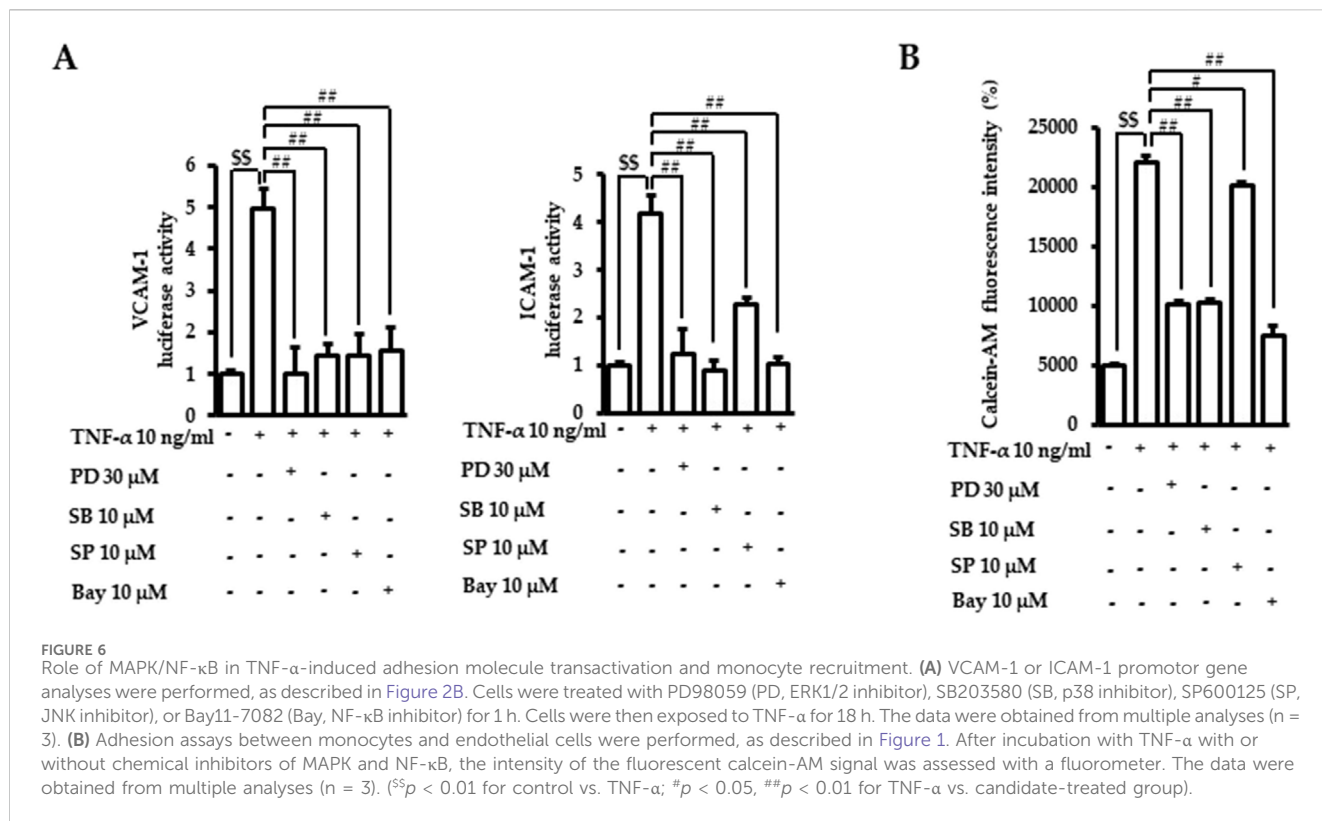 A
B
##
##
##
##
$$
6
5
4
3
2
1
0
VCAM-1
luciferase activity
TNF-α 10 ng/ml - + + + + +
PD 30 μM - - + - - -
SB 10 μM - - - + - -
SP 10 μM - - - - + -
Bay 10 μM - - - - - +
##
##
##
##
$$
5
4
3
2
1
0
ICAM-1
luciferase activity
TNF-α 10 ng/ml - + + + + +
PD 30 μM - - + - - -
SB 10 μM - - - + - -
SP 10 μM - - - - + -
Bay 10 μM - - - - - +
##
#
##
##
$$
25000
20000
15000
10000
5000
0
Calcein-AM fluorescence intensity (%)
TNF-α 10 ng/ml - + + + + +
PD 30 μM - - + - - -
SB 10 μM - - - + - -
SP 10 μM - - - - + -
Bay 10 μM - - - - - +
FIGURE 6
Role of MAPK/NF-κB in TNF-α-induced adhesion molecule transactivation and monocyte recruitment. (A) VCAM-1 or ICAM-1 promotor gene
analyses were performed, as described in Figure 2B. Cells were treated with PD98059 (PD, ERK1/2 inhibitor), SB203580 (SB, p38 inhibitor), SP600125 (SP,
JNK inhibitor), or Bay11-7082 (Bay, NF-κB inhibitor) for 1 h. Cells were then exposed to TNF-α for 18 h. The data were obtained from multiple analyses (n =
3). (B) Adhesion assays between monocytes and endothelial cells were performed, as described in Figure 1. After incubation with TNF-α with or
without chemical inhibitors of MAPK and NF-κB, the intensity of the fluorescent calcein-AM signal was assessed with a fluorometer. The data were
obtained from multiple analyses (n = 3). ($$p < 0.01 for control vs. TNF-α; #p < 0.05, ##p < 0.01 for TNF-α vs. candidate-treated group).